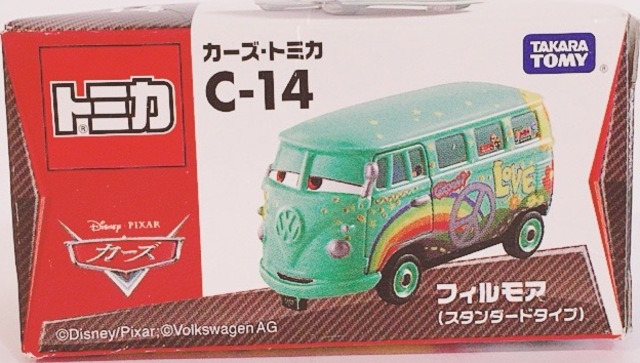 カーズ・トミカ
C-14
TAKARA
TOMY
®
トミカ
®
DISNEY PIXAR
カーズ
LOVE
フィルモア
(スタンダードタイプ)
©Disney/Pixar; ©Volkswagen AG